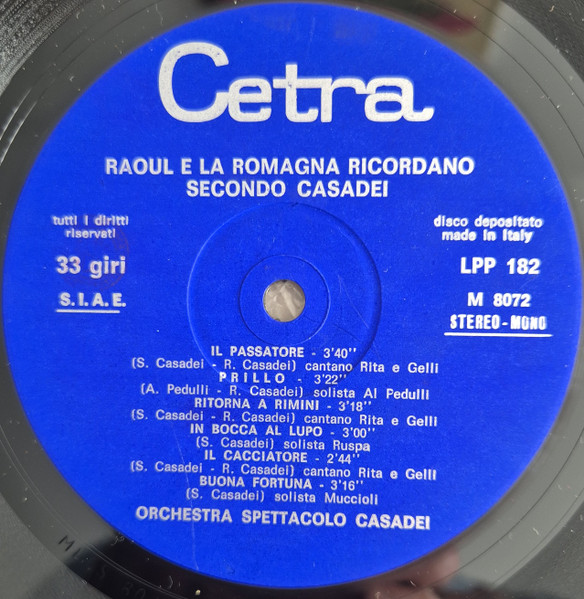 Cetra
RAOUL E LA ROMAGNA RICORDANO
SECONDO CASADEI
tutti i diritti
riservati
33 giri
S.I.A.E.
disco depositato
made in Italy
LPP 182
M 8072
STEREO-MONO
IL PASSATORE - 3'40''
(S. Casadei - R. Casadei) cantano Rita e Gelli
PRILLO - 3'22''
(A. Pedulli - R. Casadei) solista Al Pedulli
RITORNA A RIMINI - 3'18''
(S. Casadei - R. Casadei) cantano Rita e Gelli
IN BOCCA AL LUPO - 3'00''
(S. Casadei) solista Ruspa
IL CACCIATORE - 2'44''
(S. Casadei - R. Casadei) cantano Rita e Gelli
BUONA FORTUNA - 3'16''
(S. Casadei) solista Muccioli
ORCHESTRA SPETTACOLO CASADEI